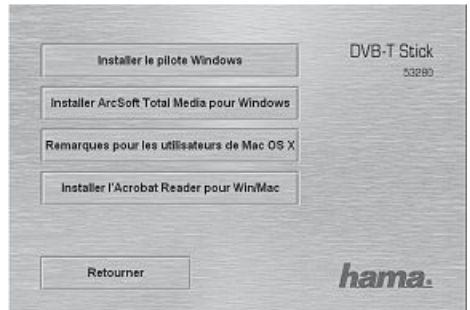 Installer le pilote Windows
DVB-T Stick
53280
Installer ArcSoft Total Media pour Windows
Remarques pour les utilisateurs de Mac OS X
Installer l'Acrobat Reader pour Win/Mac
Retourner
hama.